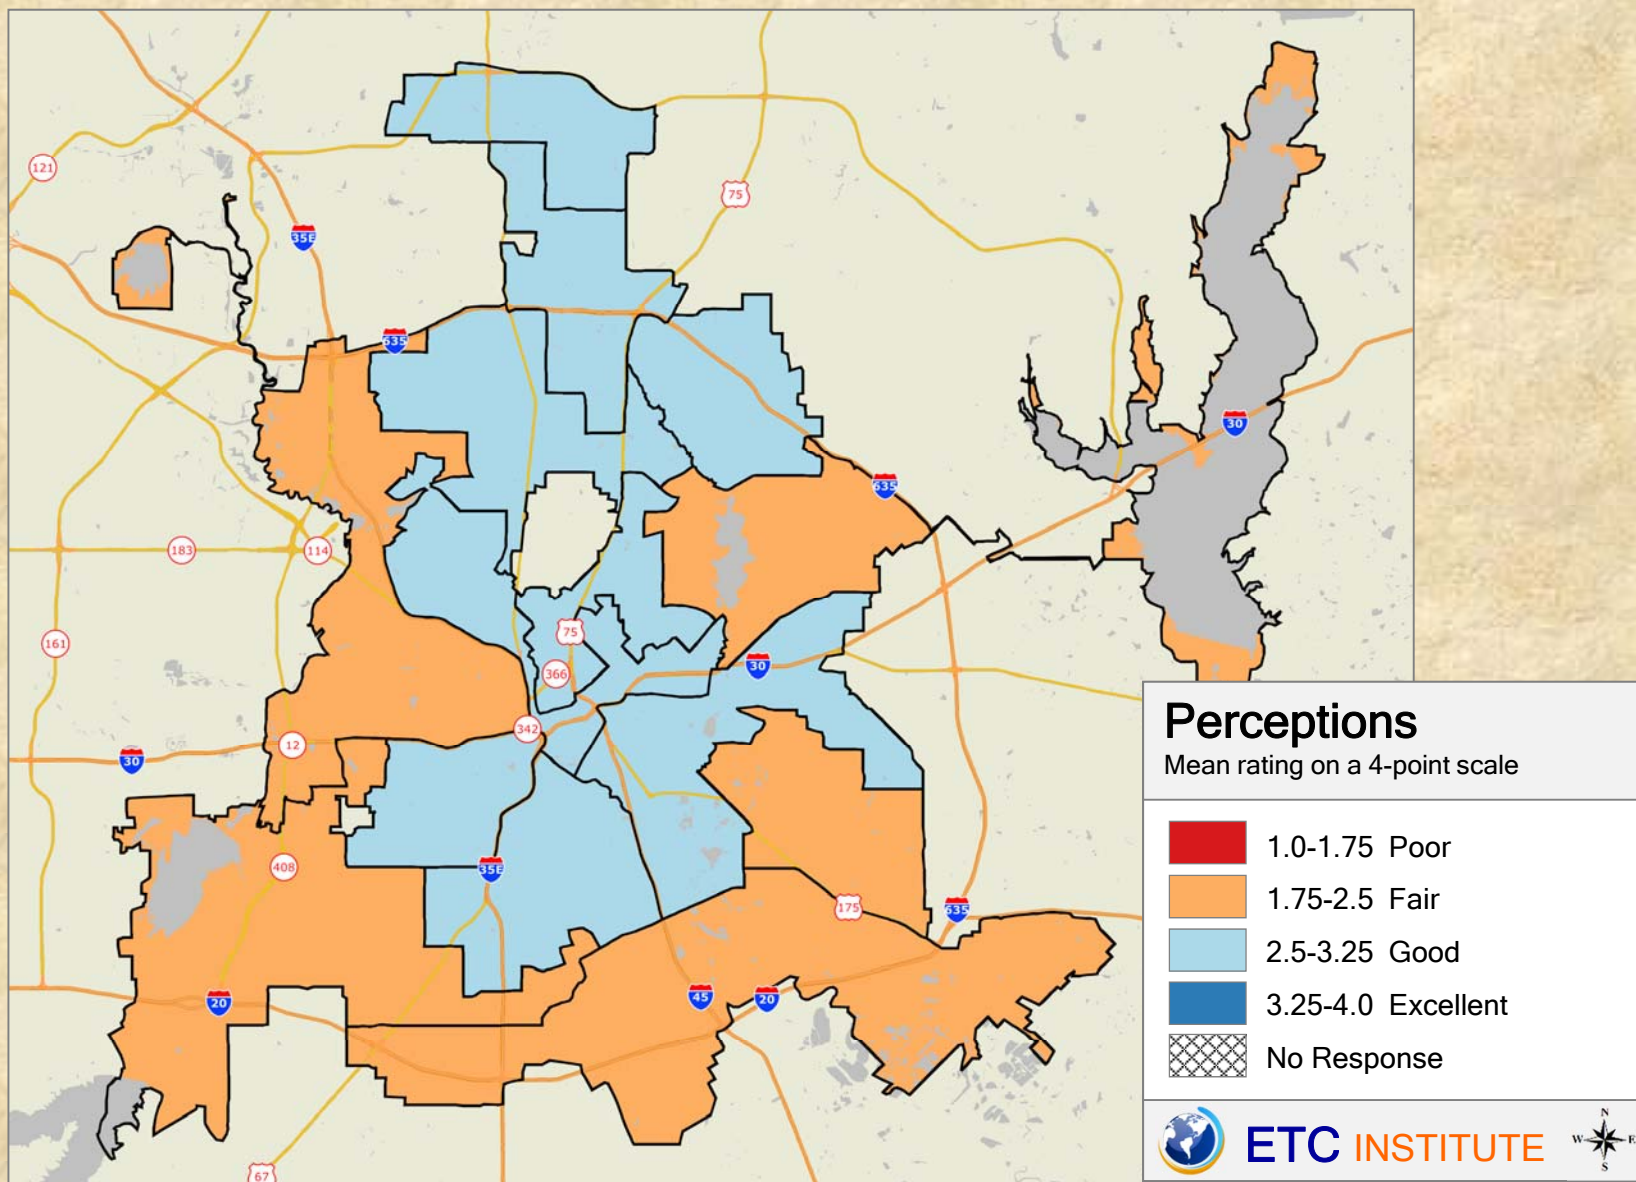 121
35E
75
635
30
635
183
114
161
75
366
30
342
12
30
408
35E
175
635
20
45
20
67
Perceptions
Mean rating on a 4-point scale
1.0-1.75 Poor
1.75-2.5 Fair
2.5-3.25 Good
3.25-4.0 Excellent
No Response
ETC INSTITUTE
N
W E
S